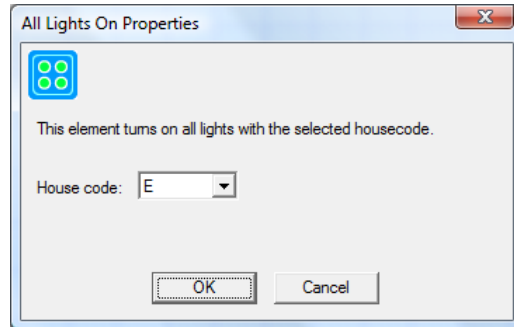 All Lights On Properties
This element turns on all lights with the selected housecode.
House code: E
OK Cancel